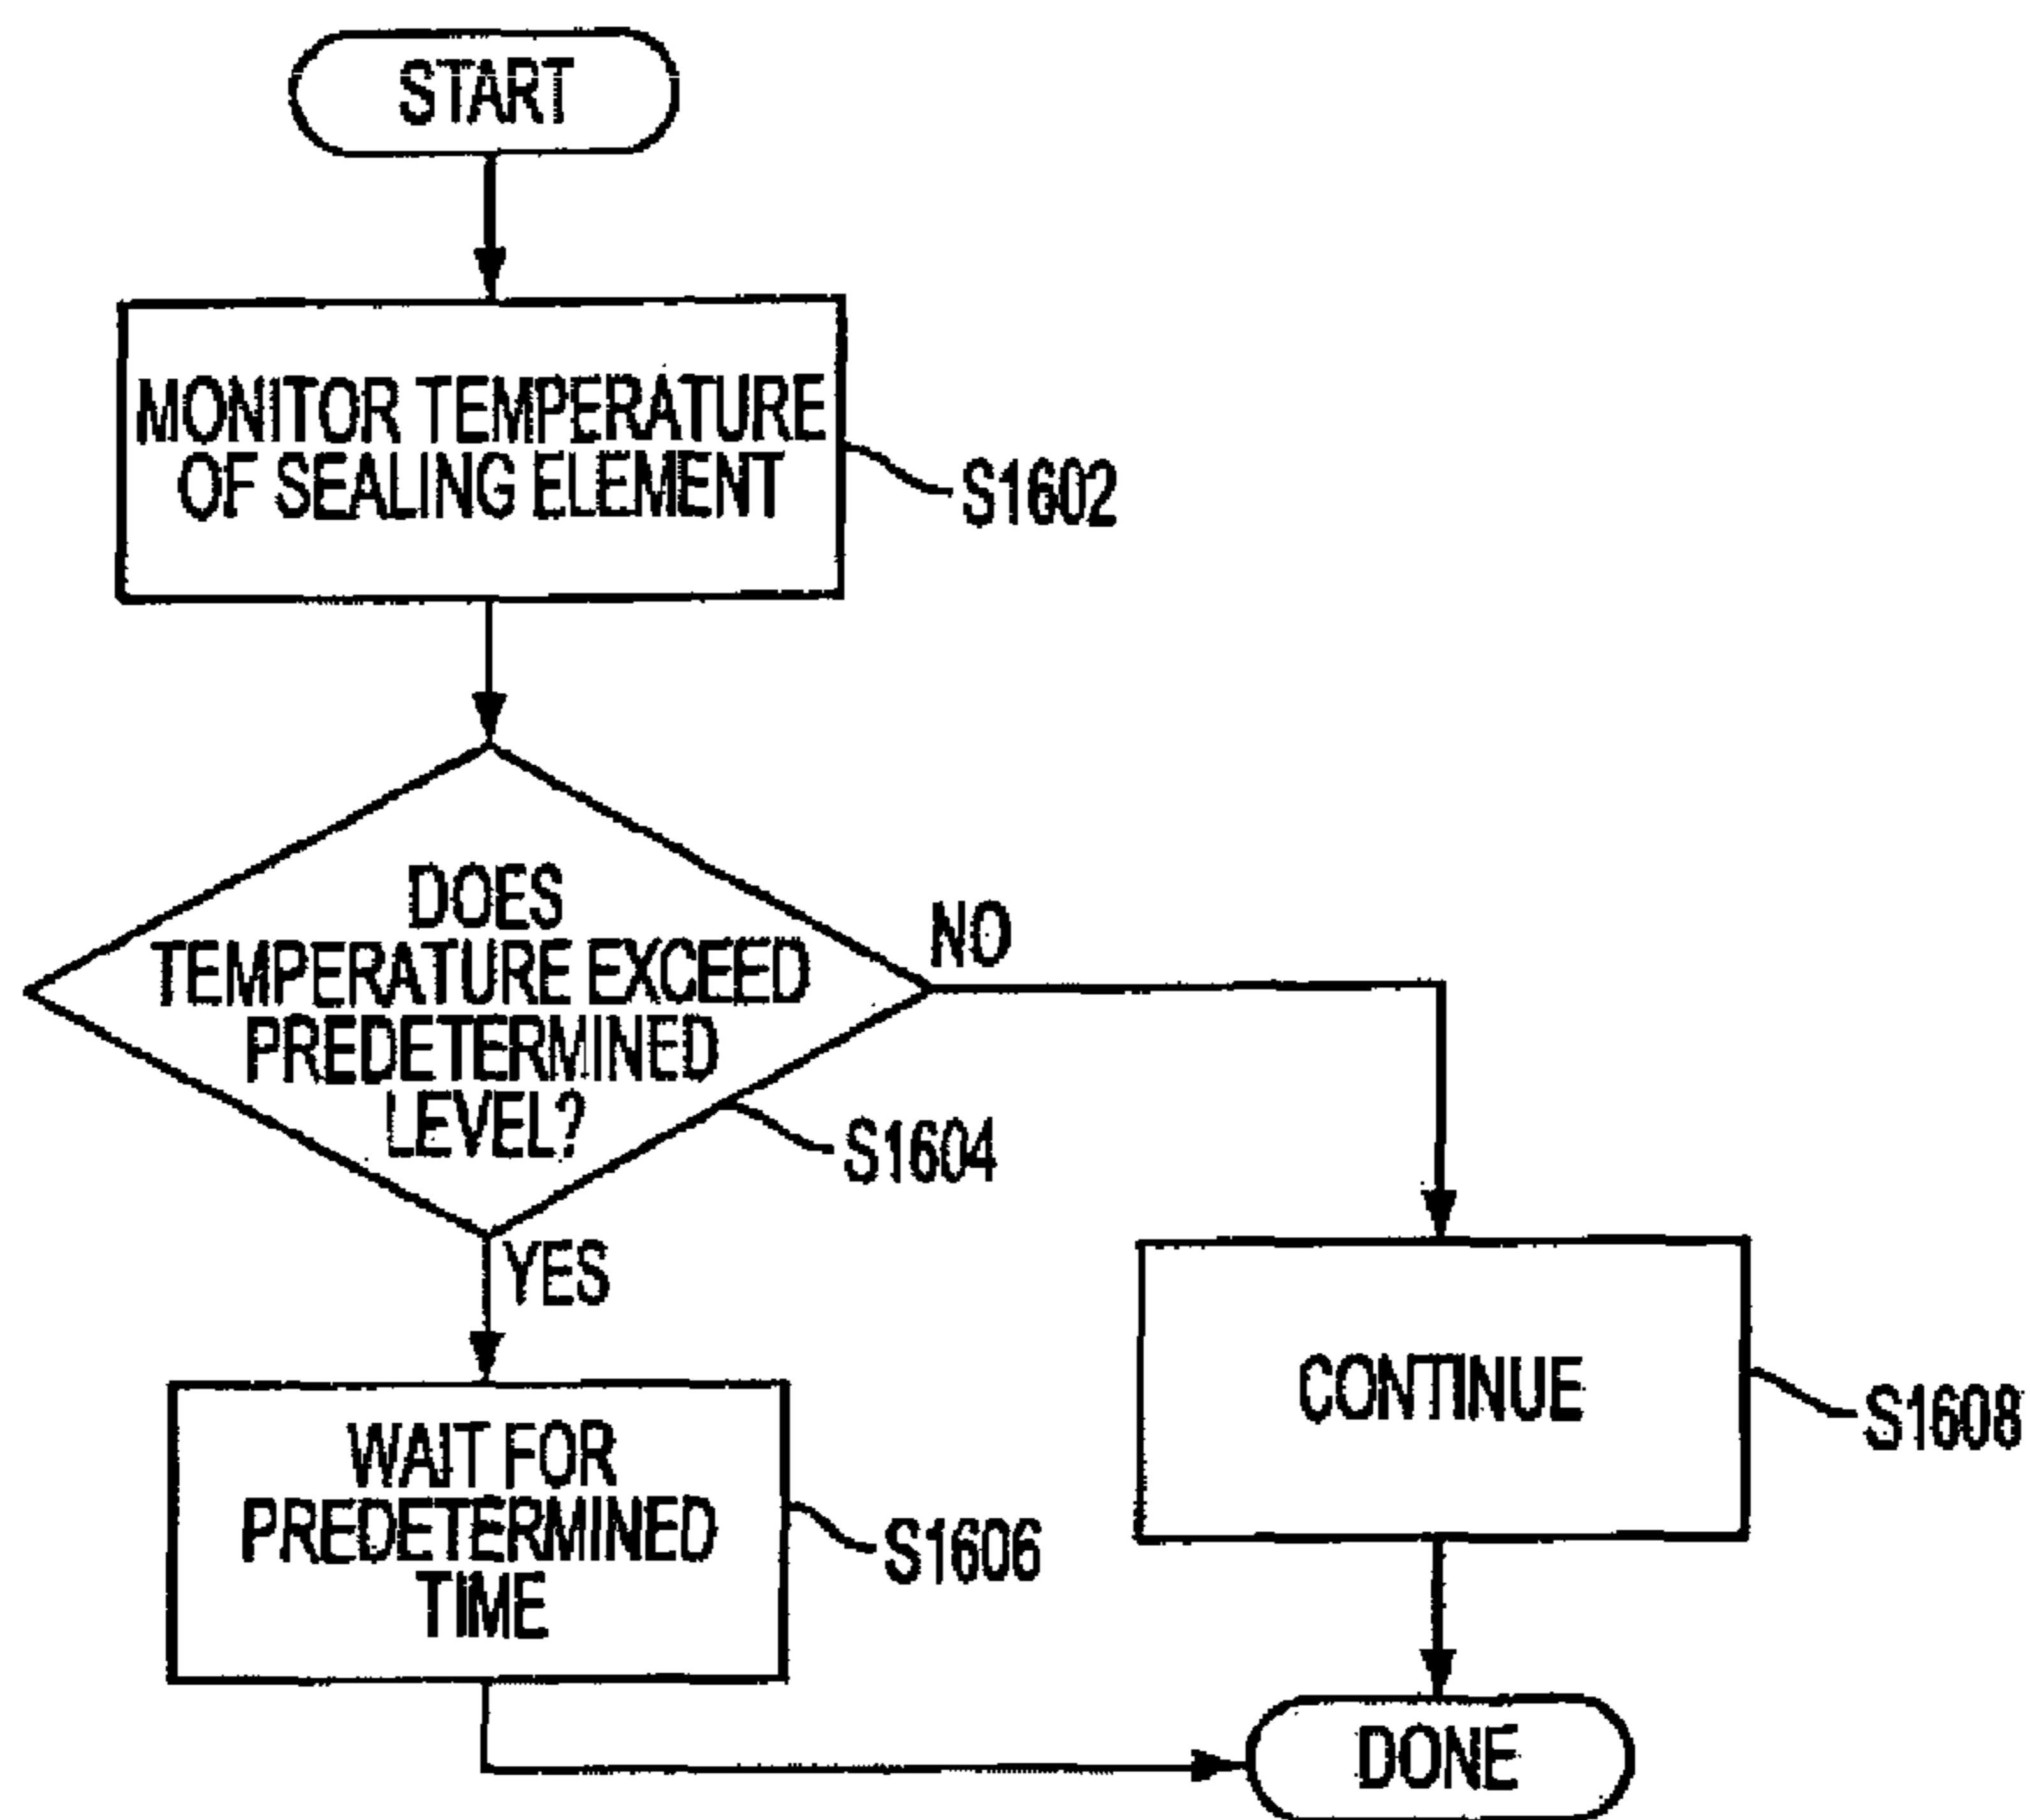 START
MONITOR TEMPERATURE
OF SEALING ELEMENT
S1602
DOES
TEMPERATURE EXCEED
PREDETERMINED
LEVEL?
NO
S1604
YES
WAIT FOR
PREDETERMINED
TIME
S1606
CONTINUE
S1608
DONE